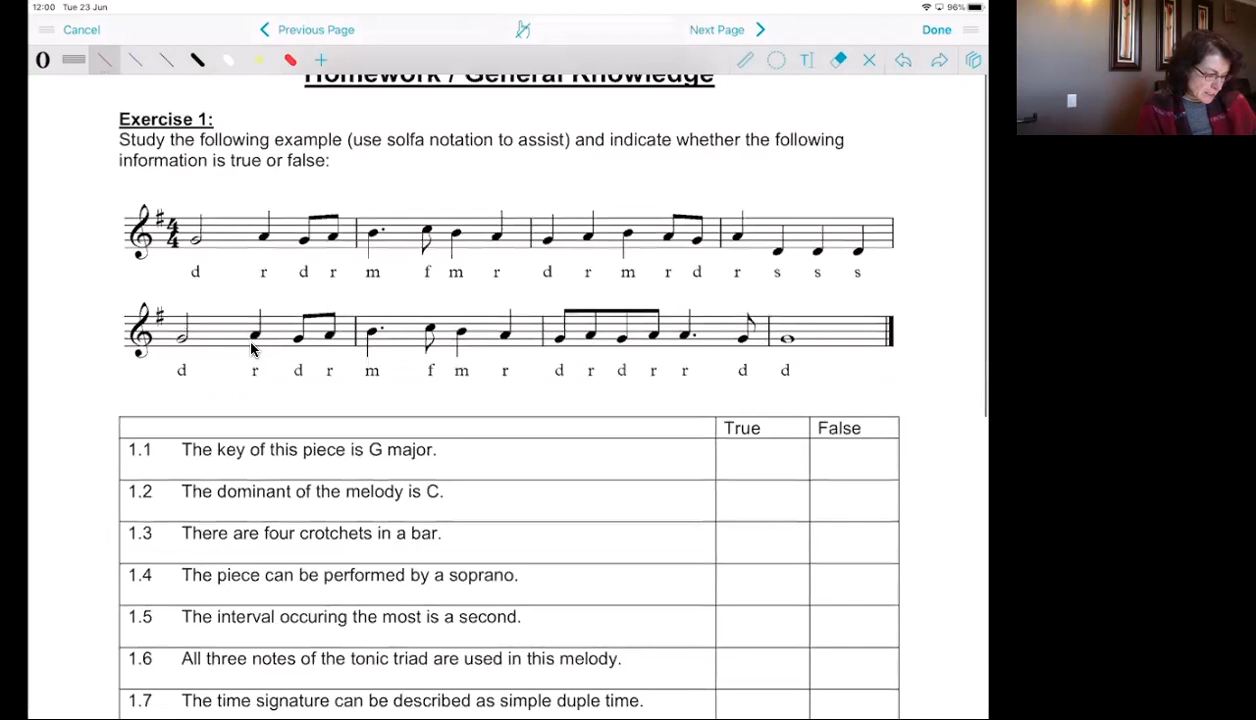 12:00 Tue 23 Jun 96%
Cancel Previous Page Next Page Done
0 T
Homework / General Knowledge
Exercise 1:
Study the following example (use solfa notation to assist) and indicate whether the following
information is true or false:
4
4
d r d r m f m r d r m r d r s s s
d r d r m f m r d r d r r d d
True False
1.1 The key of this piece is G major.
1.2 The dominant of the melody is C.
1.3 There are four crotchets in a bar.
1.4 The piece can be performed by a soprano.
1.5 The interval occuring the most is a second.
1.6 All three notes of the tonic triad are used in this melody.
1.7 The time signature can be described as simple duple time.